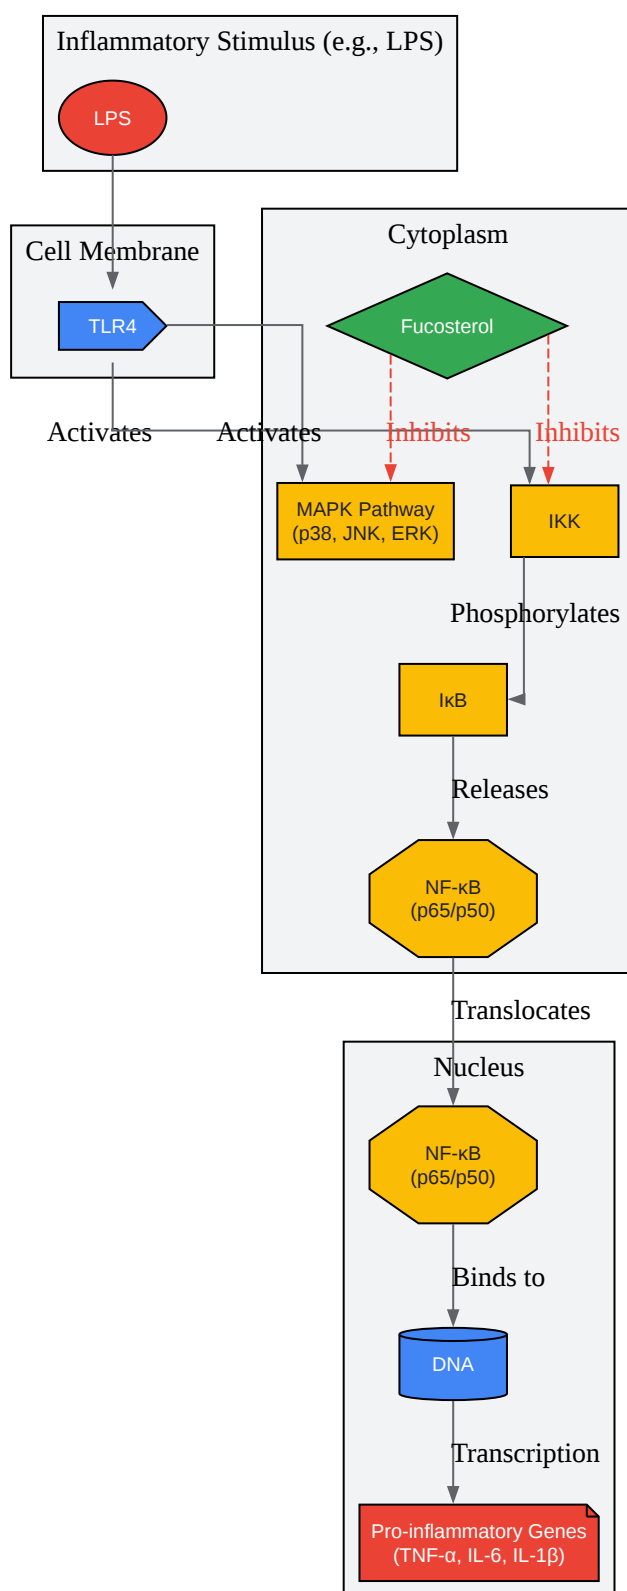 Inflammatory Stimulus (e.g., LPS)
LPS
Cell Membrane
TLR4
Cytoplasm
Fucosterol
Activates
Activates
Inhibits
Inhibits
MAPK Pathway
(p38, JNK, ERK)
IKK
Phosphorylates
IκB
Releases
NF-κB
(p65/p50)
Translocates
Nucleus
NF-κB
(p65/p50)
Binds to
DNA
Transcription
Pro-inflammatory Genes
(TNF-α, IL-6, IL-1β)